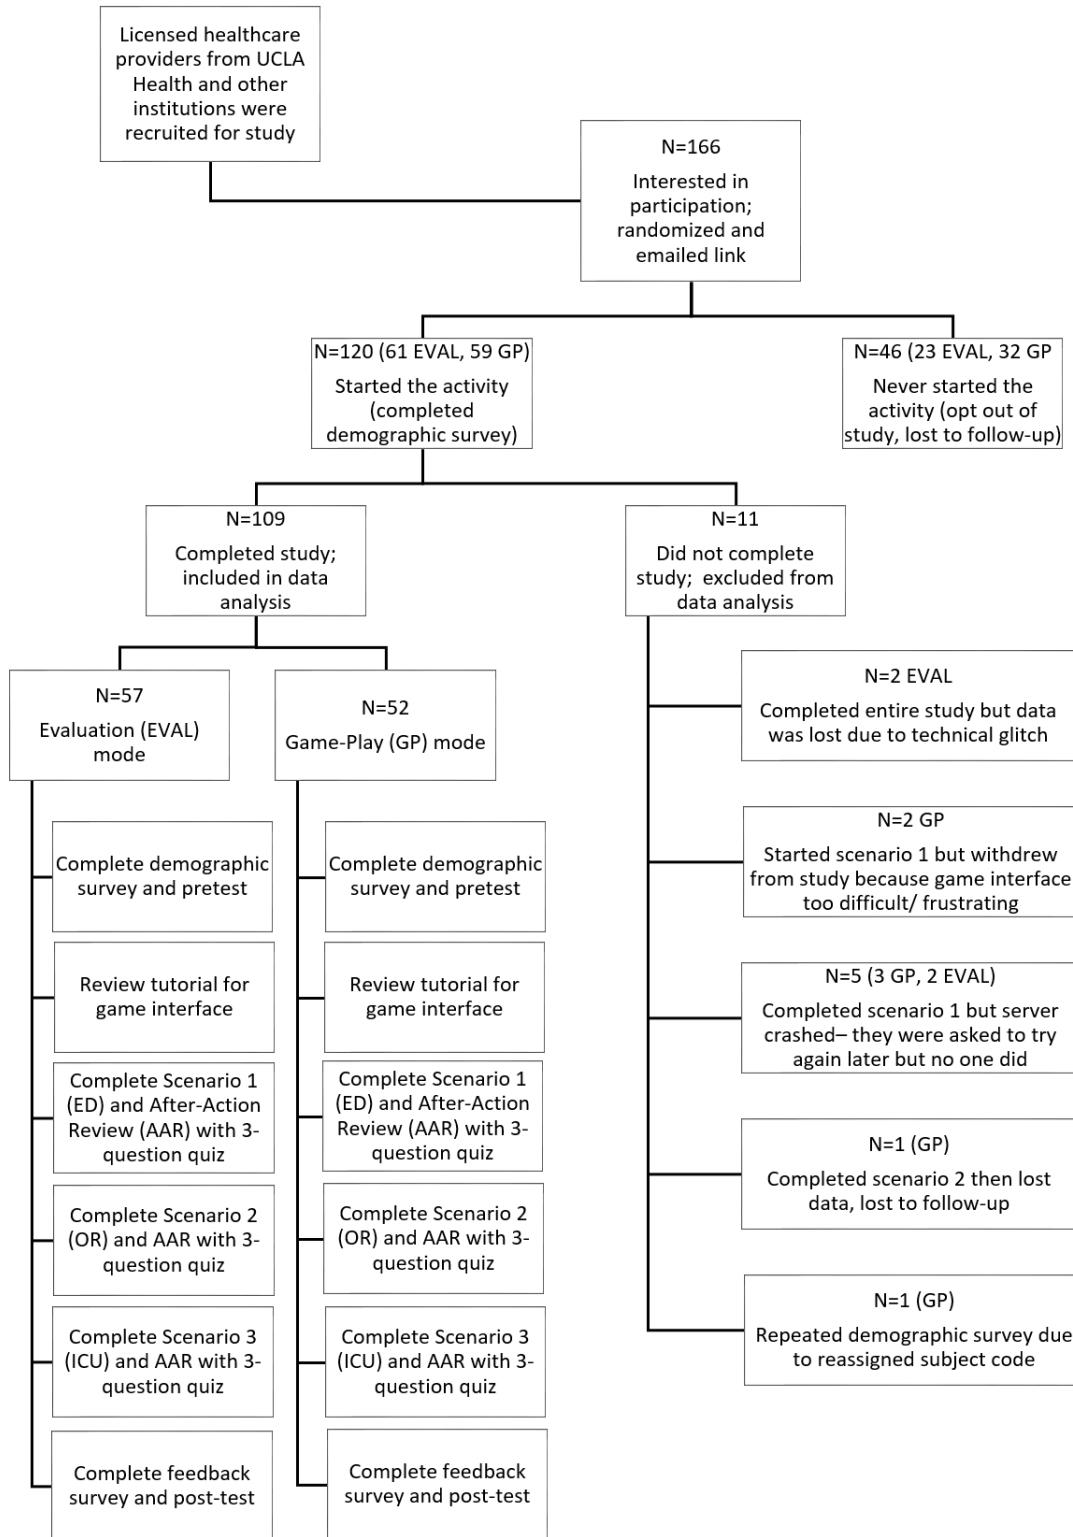 Licensed healthcare
providers from UCLA
Health and other
institutions were
recruited for study
N=166
Interested in
participation;
randomized and
emailed link
N=120 (61 EVAL, 59 GP)
Started the activity
(completed
demographic survey)
N=46 (23 EVAL, 32 GP
Never started the
activity (opt out of
study, lost to follow-up)
N=109
Completed study;
included in data
analysis
N=11
Did not complete
study;  excluded from
data analysis
N=57
Evaluation (EVAL)
mode
N=52
Game-Play (GP) mode
Complete demographic
survey and pretest
Review tutorial for
game interface
Complete Scenario 1
(ED) and After-Action
Review (AAR) with 3-
question quiz
Complete Scenario 2
(OR) and AAR with 3-
question quiz
Complete Scenario 3
(ICU) and AAR with 3-
question quiz
Complete feedback
survey and post-test
Complete demographic
survey and pretest
Review tutorial for
game interface
Complete Scenario 1
(ED) and After-Action
Review (AAR) with 3-
question quiz
Complete Scenario 2
(OR) and AAR with 3-
question quiz
Complete Scenario 3
(ICU) and AAR with 3-
question quiz
Complete feedback
survey and post-test
N=2 EVAL
Completed entire study but data
was lost due to technical glitch
N=2 GP
Started scenario 1 but withdrew
from study because game interface
too difficult/ frustrating
N=5 (3 GP, 2 EVAL)
Completed scenario 1 but server
crashed– they were asked to try
again later but no one did
N=1 (GP)
Completed scenario 2 then lost
data, lost to follow-up
N=1 (GP)
Repeated demographic survey due
to reassigned subject code